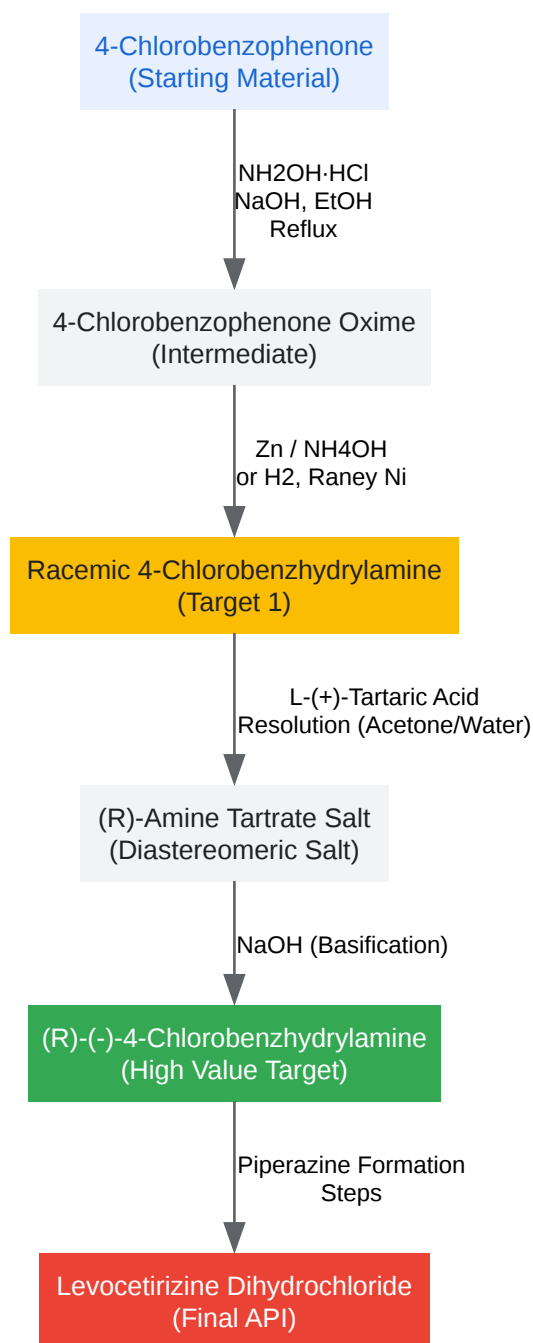 4-Chlorobenzophenone
(Starting Material)
NH2OH·HCl
NaOH, EtOH
Reflux
4-Chlorobenzophenone Oxime
(Intermediate)
Zn / NH4OH
or H2, Raney Ni
Racemic 4-Chlorobenzhydrylamine
(Target 1)
L-(+)-Tartaric Acid
Resolution (Acetone/Water)
(R)-Amine Tartrate Salt
(Diastereomeric Salt)
NaOH (Basification)
(R)-(-)-4-Chlorobenzhydrylamine
(High Value Target)
Piperazine Formation
Steps
Levocetirizine Dihydrochloride
(Final API)